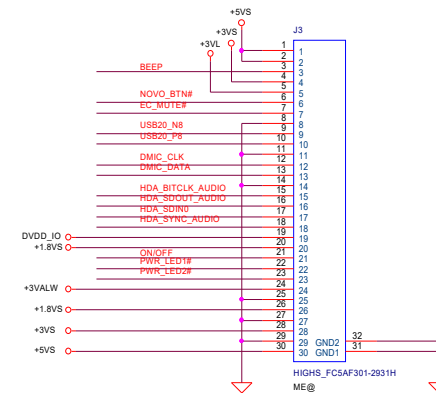 +5VS
J3
+3VS
+3VL
1 1
2 2
BEEP 3 3
4 4
5 5
NOVO_BTN# 6 6
EC_MUTE# 7 7
8 8
USB20_N8 9 9
USB20_P8 10 10
11 11
DMIC_CLK 12 12
DMIC_DATA 13 13
14 14
HDA_BITCLK_AUDIO 15 15
HDA_SDOUT_AUDIO 16 16
HDA_SDIN0 17 17
HDA_SYNC_AUDIO 18 18
DVDD_IO 19 19
+1.8VS 20 20
ON/OFF 21 21
PWR_LED1# 22 22
PWR_LED2# 23 23
+3VALW 24 24
25 25
+1.8VS 26 26
27 27
+3VS 28 28
29 29 GND2 32
+5VS 30 30 GND1 31
HIGHS_FC5AF301-2931H
ME@